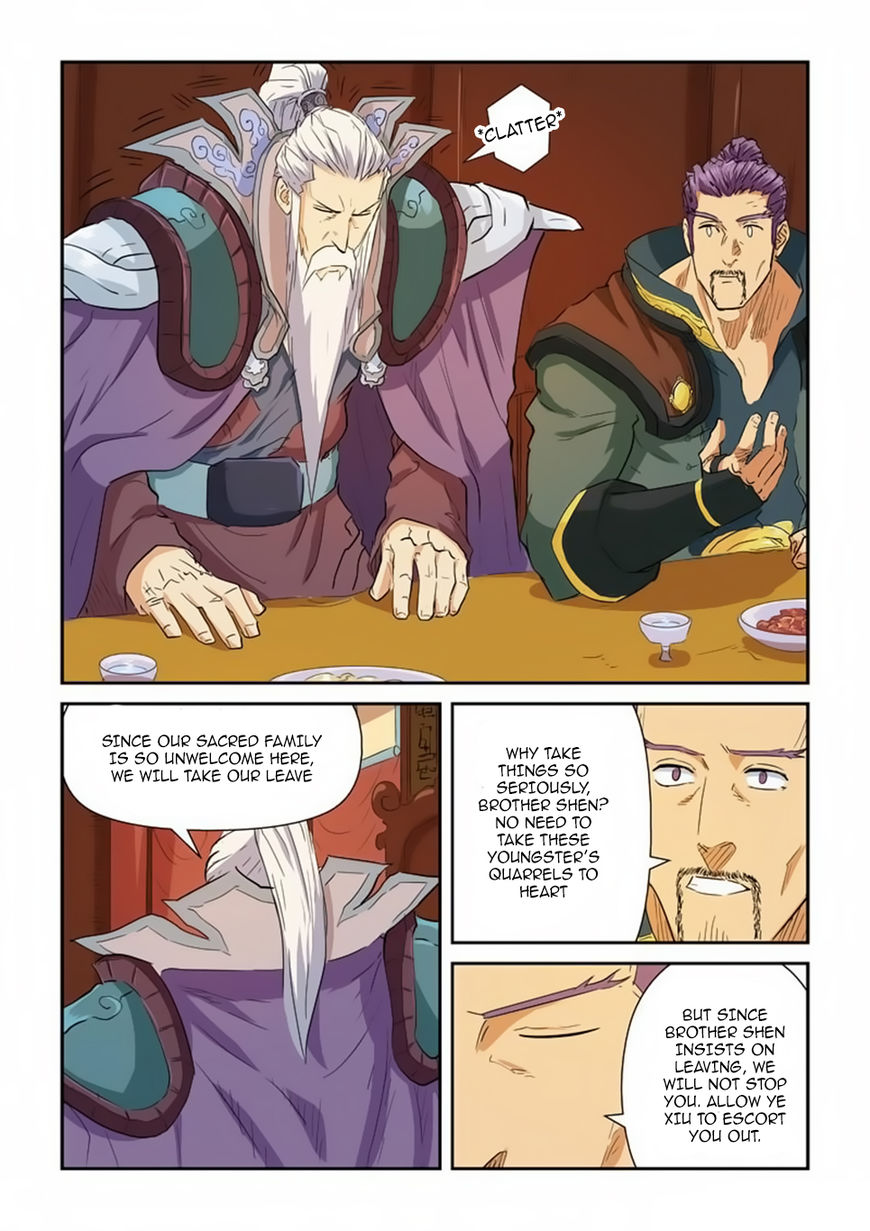 *CLATTER*
SINCE OUR SACRED FAMILY
IS SO UNWELCOME HERE,
WE WILL TAKE OUR LEAVE
WHY TAKE
THINGS SO
SERIOUSLY,
BROTHER SHEN?
NO NEED TO
TAKE THESE
YOUNGSTER'S
QUARRELS TO
HEART
BUT SINCE
BROTHER SHEN
INSISTS ON
LEAVING, WE
WILL NOT STOP
YOU. ALLOW YE
XIU TO ESCORT
YOU OUT.